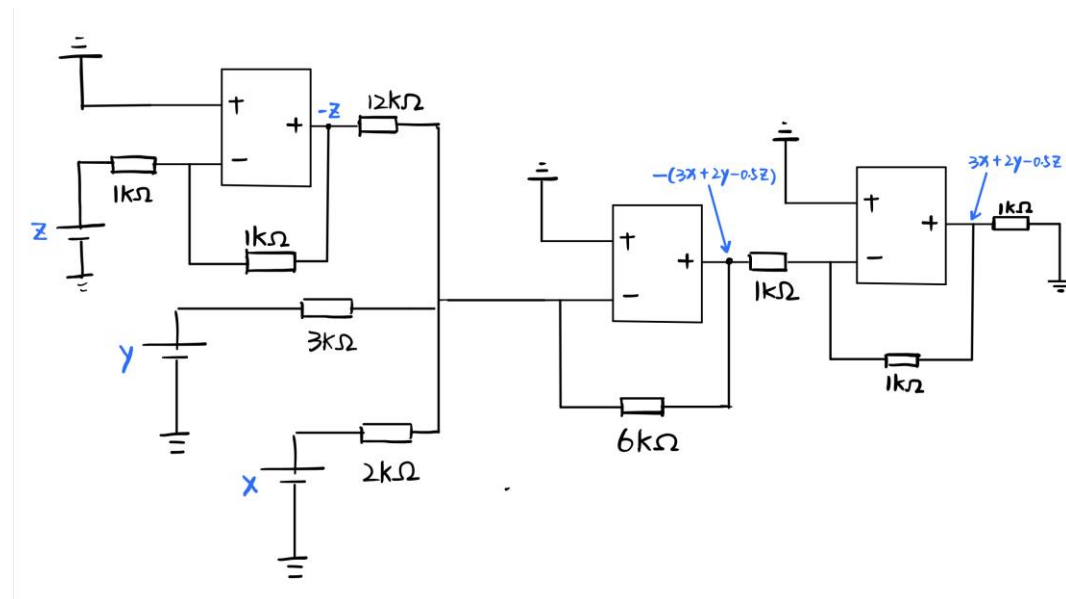 +
+
−
-z
12kΩ
1kΩ
z
1kΩ
y
3kΩ
x
2kΩ
+
+
−
-(3x+2y-0.5z)
6kΩ
1kΩ
+
+
−
3x+2y-0.5z
1kΩ
1kΩ